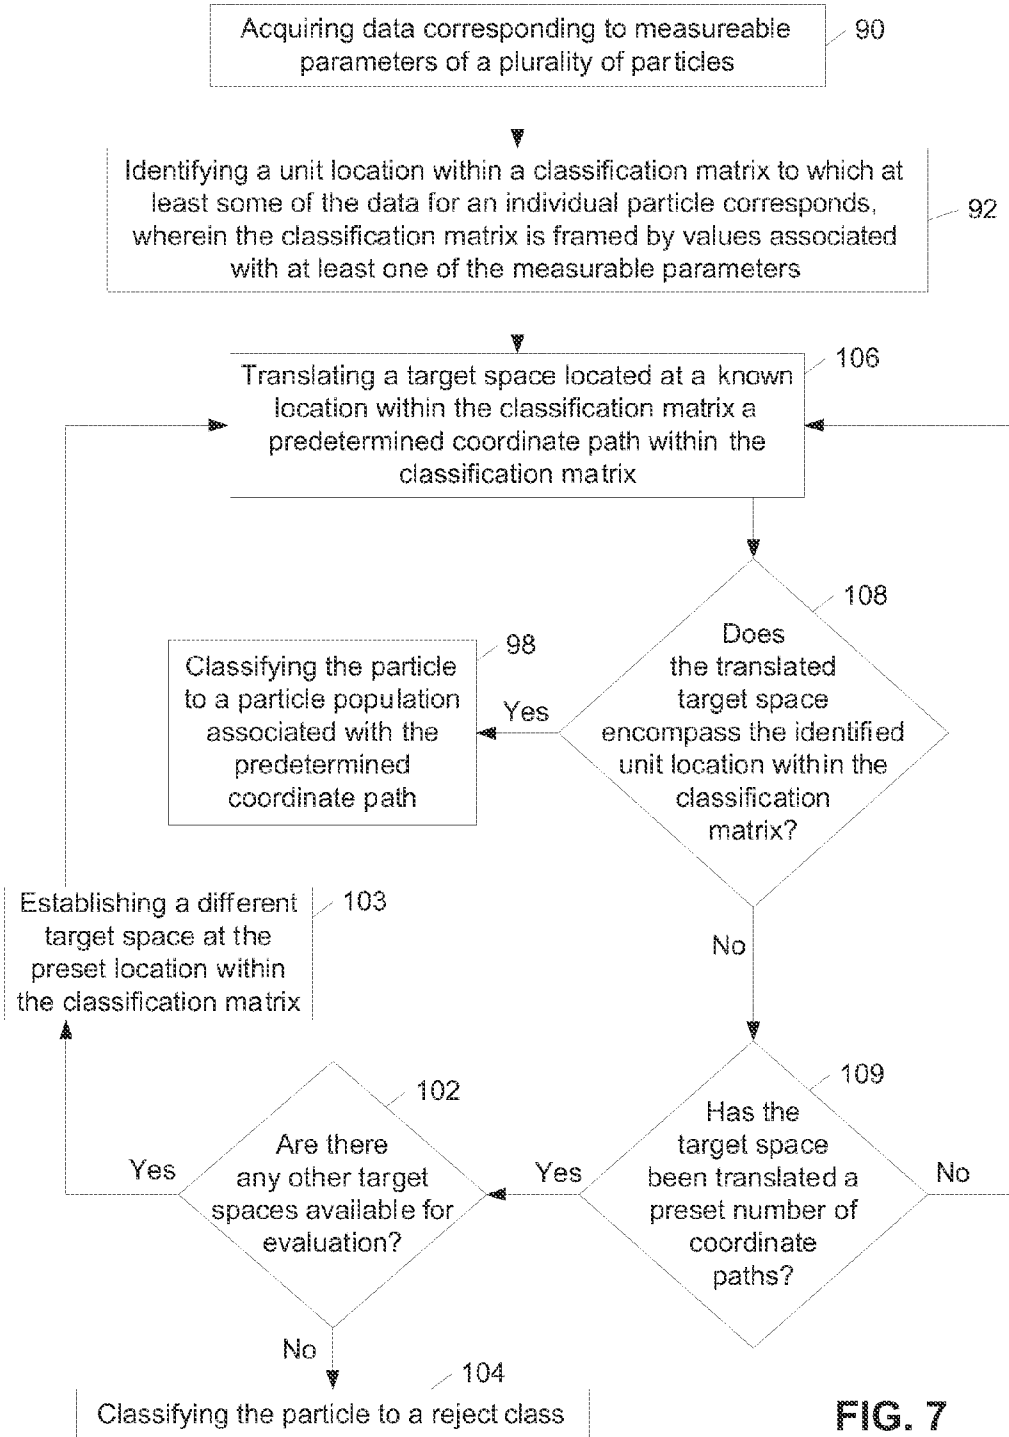 Acquiring data corresponding to measureable
parameters of a plurality of particles
90
Identifying a unit location within a classification matrix to which at
least some of the data for an individual particle corresponds,
wherein the classification matrix is framed by values associated
with at least one of the measurable parameters
92
106
Translating a target space located at a known
location within the classification matrix a
predetermined coordinate path within the
classification matrix
108
Does
the translated
target space
encompass the identified
unit location within the
classification
matrix?
Yes
98
Classifying the particle
to a particle population
associated with the
predetermined
coordinate path
No
103
Establishing a different
target space at the
preset location within
the classification matrix
109
Has the
target space
been translated a
preset number of
coordinate
paths?
No
Yes
102
Are there
any other target
spaces available for
evaluation?
Yes
No
104
Classifying the particle to a reject class
FIG. 7